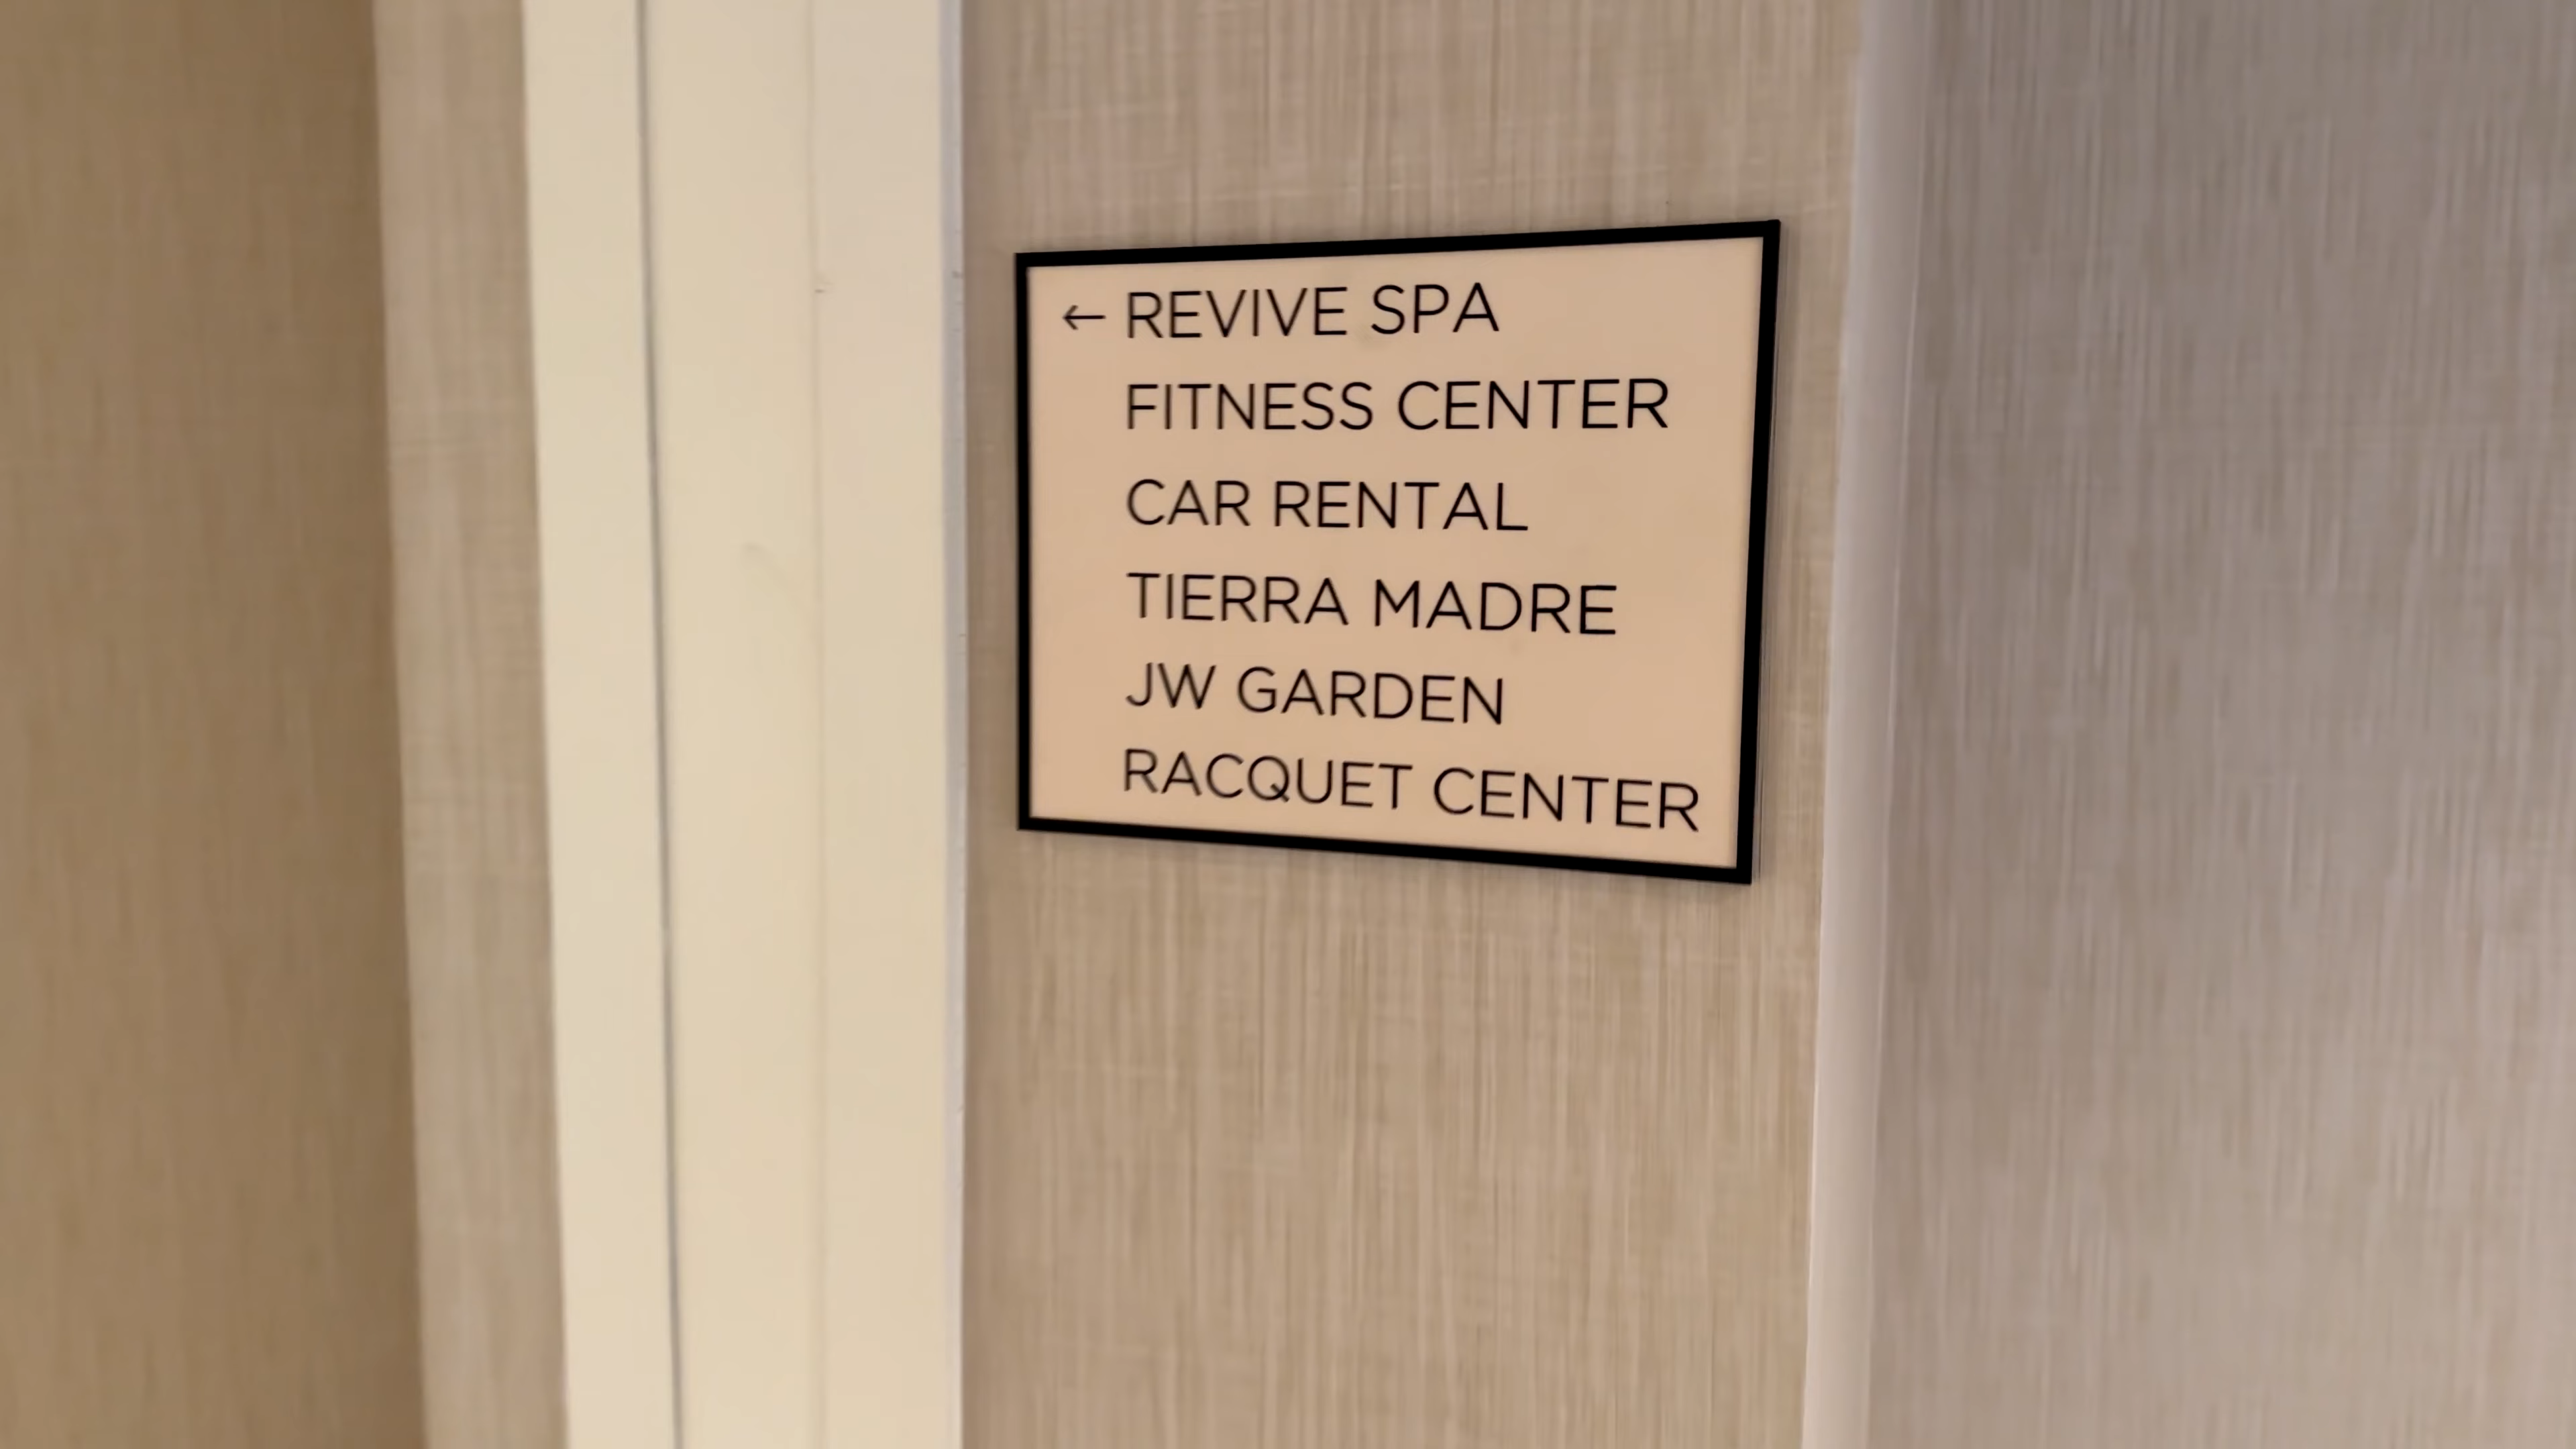 ← REVIVE SPA
FITNESS CENTER
CAR RENTAL
TIERRA MADRE
JW GARDEN
RACQUET CENTER